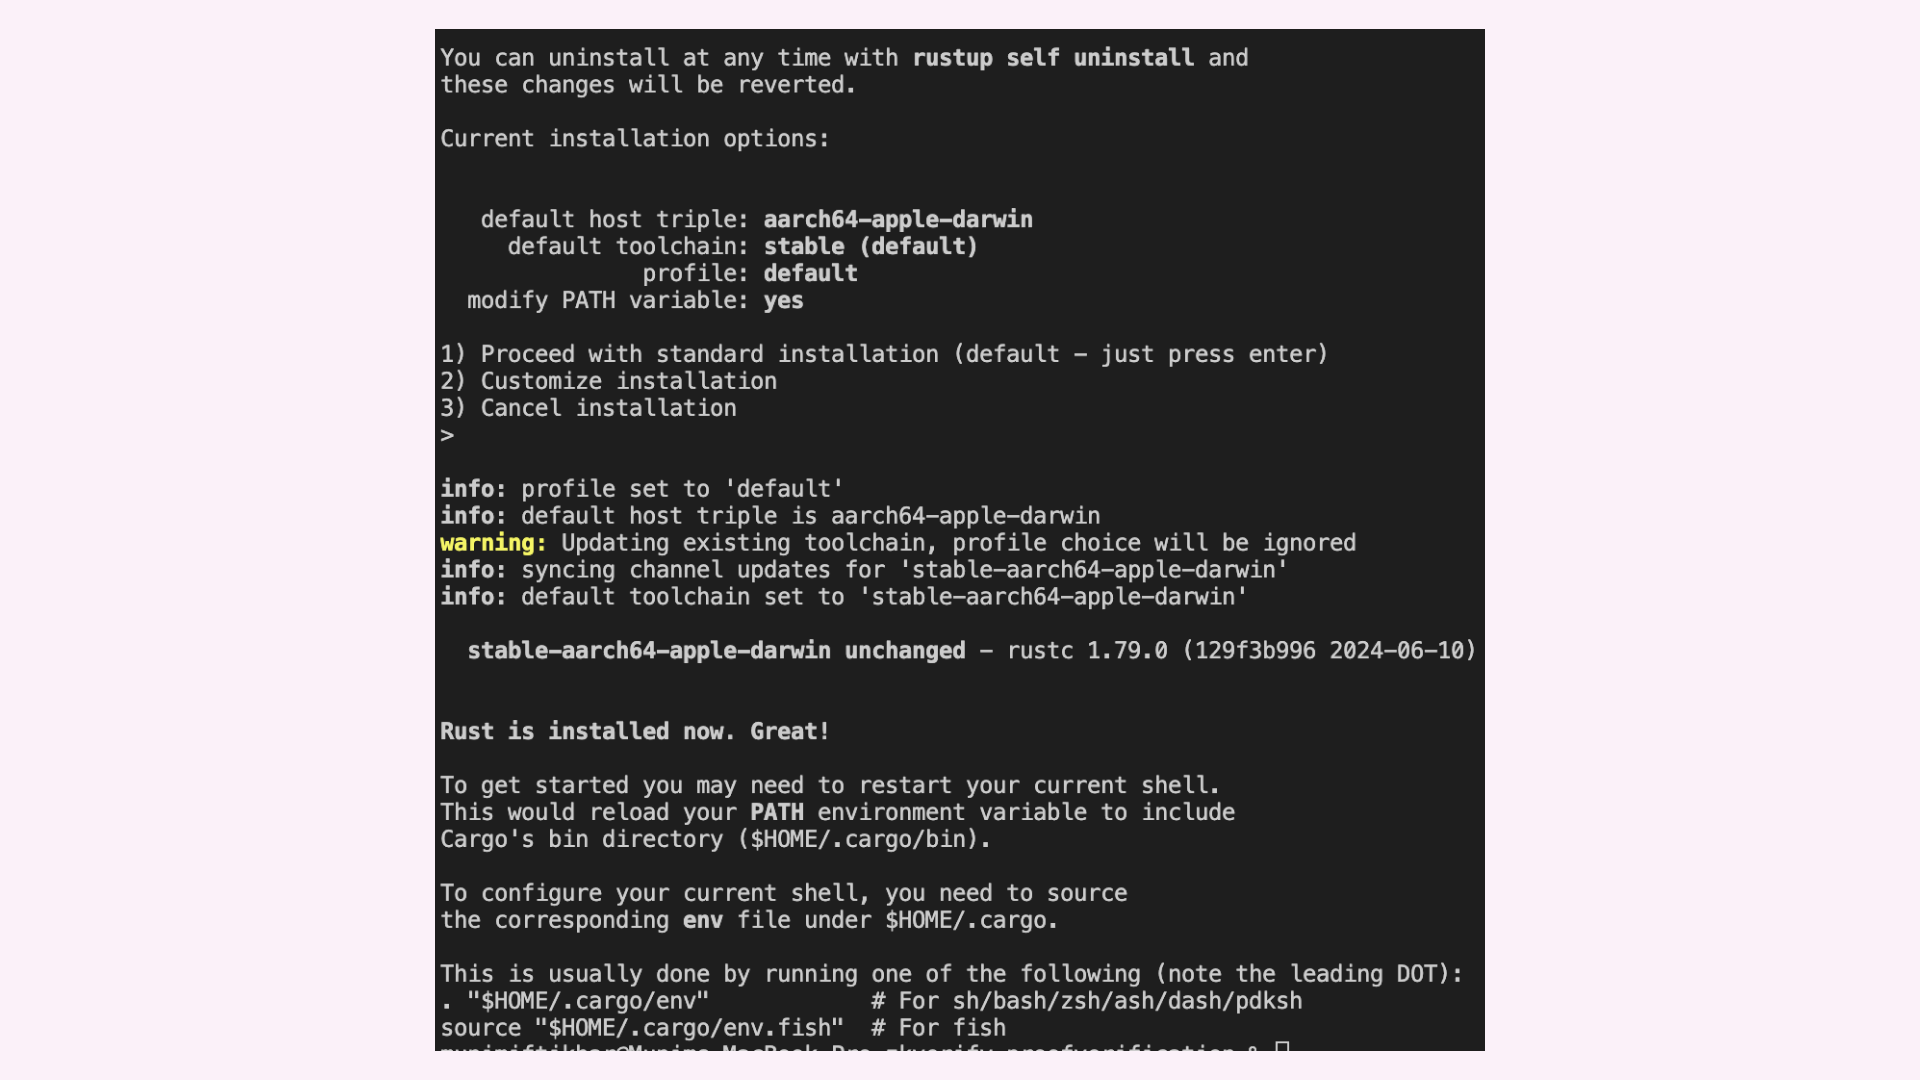 You can uninstall at any time with rustup self uninstall and
these changes will be reverted.
Current installation options:
default host triple: aarch64-apple-darwin
default toolchain: stable (default)
profile: default
modify PATH variable: yes
1) Proceed with standard installation (default - just press enter)
2) Customize installation
3) Cancel installation
>
info: profile set to 'default'
info: default host triple is aarch64-apple-darwin
warning: Updating existing toolchain, profile choice will be ignored
info: syncing channel updates for 'stable-aarch64-apple-darwin'
info: default toolchain set to 'stable-aarch64-apple-darwin'
stable-aarch64-apple-darwin unchanged - rustc 1.79.0 (129f3b996 2024-06-10)
Rust is installed now. Great!
To get started you may need to restart your current shell.
This would reload your PATH environment variable to include
Cargo's bin directory ($HOME/.cargo/bin).
To configure your current shell, you need to source
the corresponding env file under $HOME/.cargo.
This is usually done by running one of the following (note the leading DOT):
. "$HOME/.cargo/env" # For sh/bash/zsh/ash/dash/pdksh
source "$HOME/.cargo/env.fish" # For fish